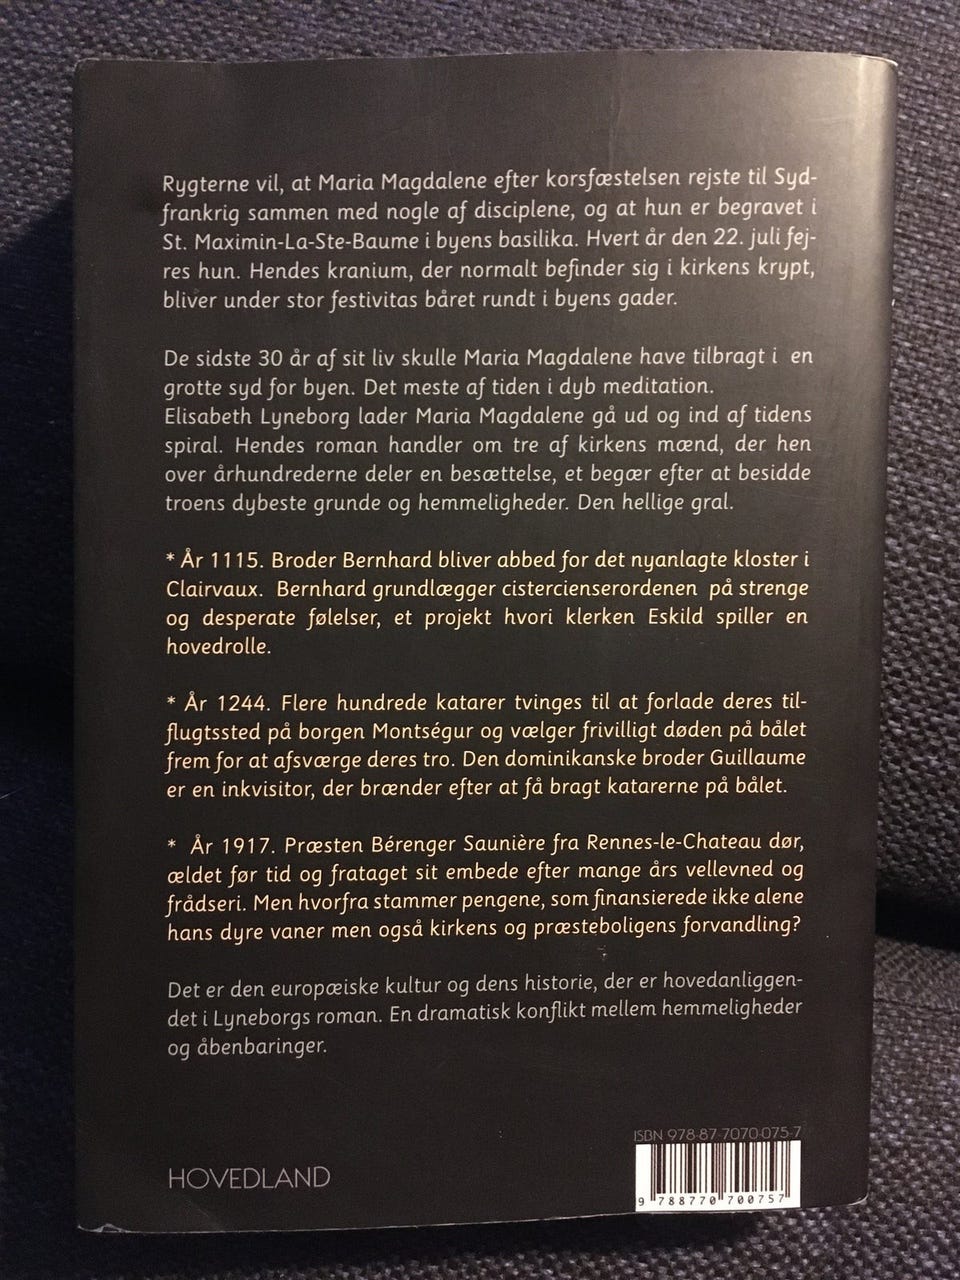 Rygterne vil, at Maria Magdalene efter korsfæstelsen rejste til Syd-
frankrig sammen med nogle af disciplene, og at hun er begravet i
St. Maximin-La-Ste-Baume i byens basilika. Hvert år den 22. juli fej-
res hun. Hendes kranium, der normalt befinder sig i kirkens krypt,
bliver under stor festivitas båret rundt i byens gader.
De sidste 30 år af sit liv skulle Maria Magdalene have tilbragt i en
grotte syd for byen. Det meste af tiden i dyb meditation.
Elisabeth Lyneborg lader Maria Magdalene gå ud og ind af tidens
spiral. Hendes roman handler om tre af kirkens mænd, der hen
over århundrederne deler en besættelse, et begær efter at besidde
troens dybeste grunde og hemmeligheder. Den hellige gral.
* År 1115. Broder Bernhard bliver abbed for det nyanlagte kloster i
Clairvaux. Bernhard grundlægger cistercienserordenen på strenge
og desperate følelser, et projekt hvori klerken Eskild spiller en
hovedrolle.
* År 1244. Flere hundrede katarer tvinges til at forlade deres til-
flugtssted på borgen Montségur og vælger frivilligt døden på bålet
frem for at afsværge deres tro. Den dominikanske broder Guillaume
er en inkvisitor, der brænder efter at få bragt katarerne på bålet.
* År 1917. Præsten Bérenger Saunière fra Rennes-le-Chateau dør,
ældet før tid og frataget sit embede efter mange års vellevned og
frådseri. Men hvorfra stammer pengene, som finansierede ikke alene
hans dyre vaner men også kirkens og præsteboligens forvandling?
Det er den europæiske kultur og dens historie, der er hovedanliggen-
det i Lyneborgs roman. En dramatisk konflikt mellem hemmeligheder
og åbenbaringer.
ISBN 978-87-7070-075-7
HOVEDLAND
9 788770 700757